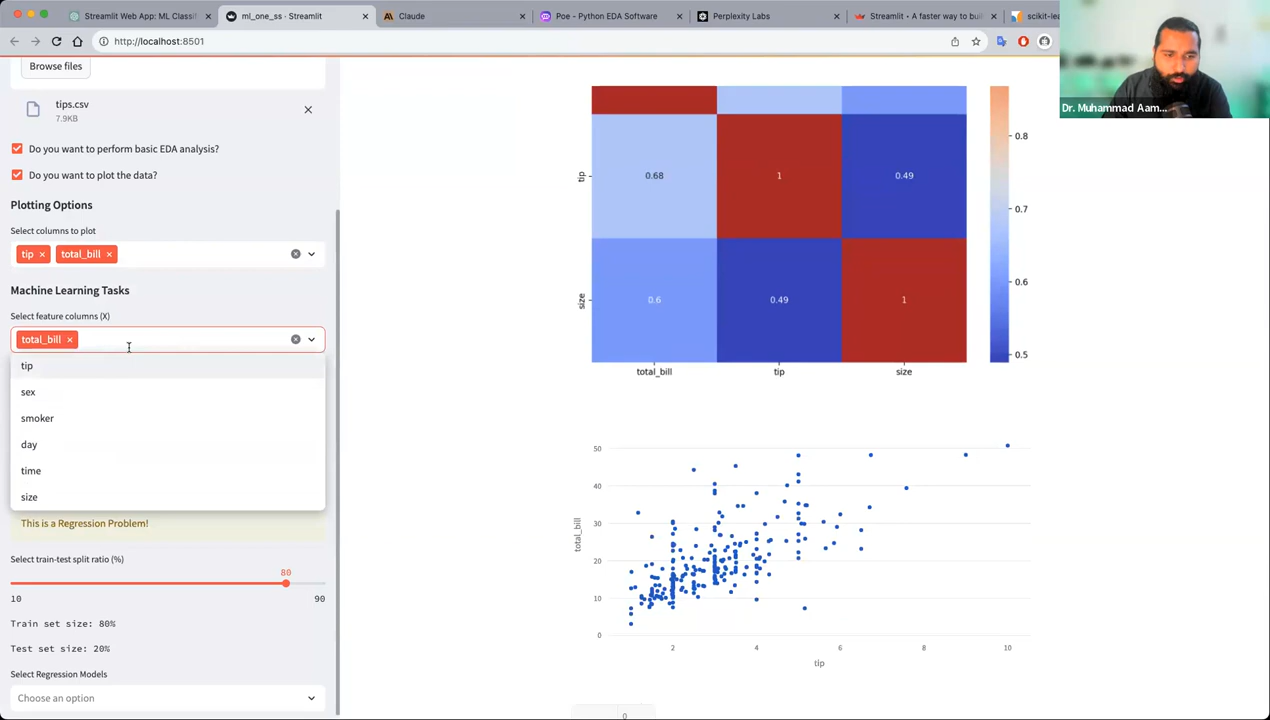 Streamlit Web App: ML Classif
ml_one_ss · Streamlit
Claude
Poe - Python EDA Software
Perplexity Labs
Streamlit • A faster way to buil
scikit-lea
http://localhost:8501
Dr. Muhammad Aam...
Browse files
tips.csv
7.9KB
Do you want to perform basic EDA analysis?
Do you want to plot the data?
Plotting Options
Select columns to plot
tip
total_bill
Machine Learning Tasks
Select feature columns (X)
total_bill
tip
sex
smoker
day
time
size
This is a Regression Problem!
Select train-test split ratio (%)
80
10 90
Train set size: 80%
Test set size: 20%
Select Regression Models
Choose an option
0.8
tip
0.68 1 0.49
0.7
0.6
size
0.6 0.49 1
0.5
total_bill tip size
50
40
30
20
10
0
total_bill
2 4 6 8 10
tip
0